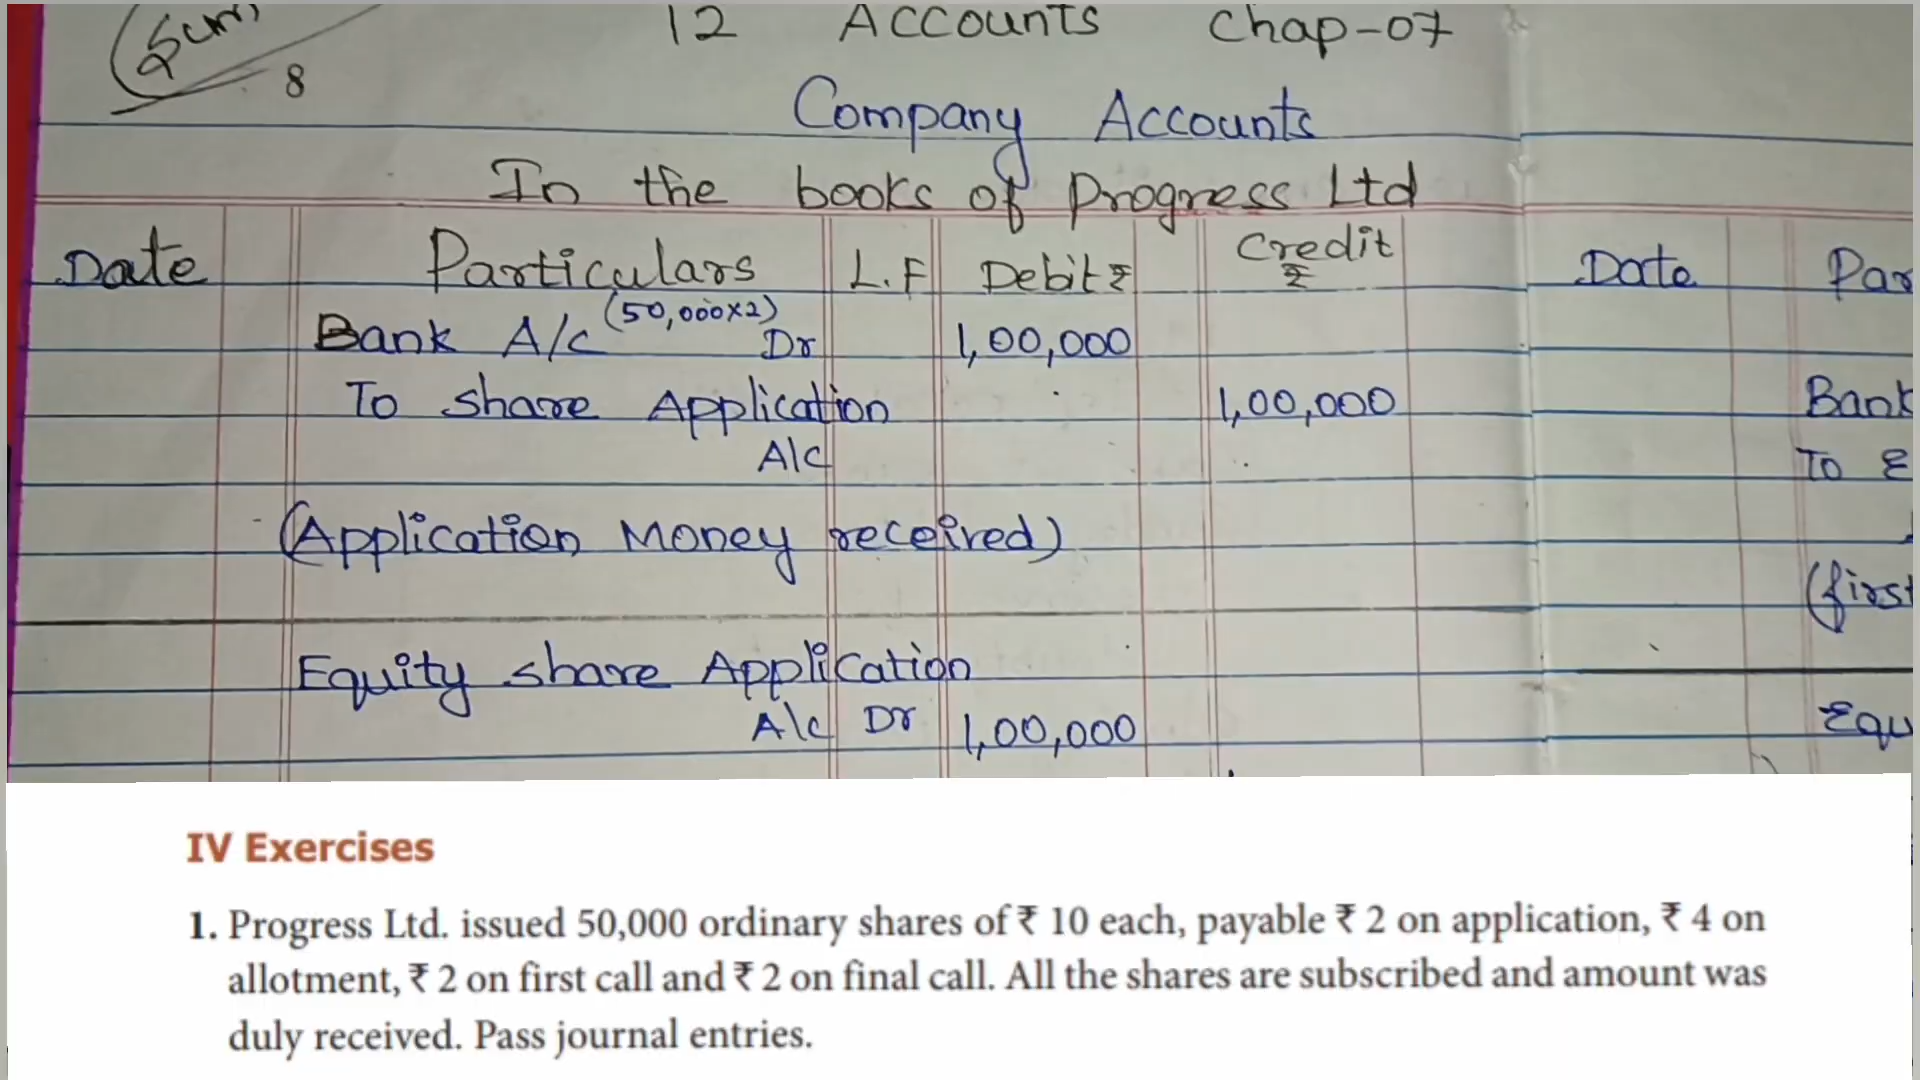 12 Accounts Chap-07
8
Company Accounts
In the books of Progress Ltd
Date Particulars L.F Debit ₹ Credit ₹ Date
Bank A/c (50,000×2) Dr 1,00,000
To share Application 1,00,000
A/c
(Application Money received)
Equity share Application
A/c Dr 1,00,000
Par
Bank
To E
(first
Equ
IV Exercises
1. Progress Ltd. issued 50,000 ordinary shares of ₹ 10 each, payable ₹ 2 on application, ₹ 4 on
allotment, ₹ 2 on first call and ₹ 2 on final call. All the shares are subscribed and amount was
duly received. Pass journal entries.